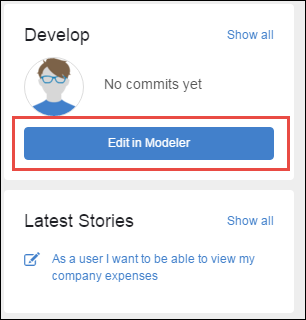 Develop
Show all
No commits yet
Edit in Modeler
Latest Stories
Show all
As a user I want to be able to view my
company expenses